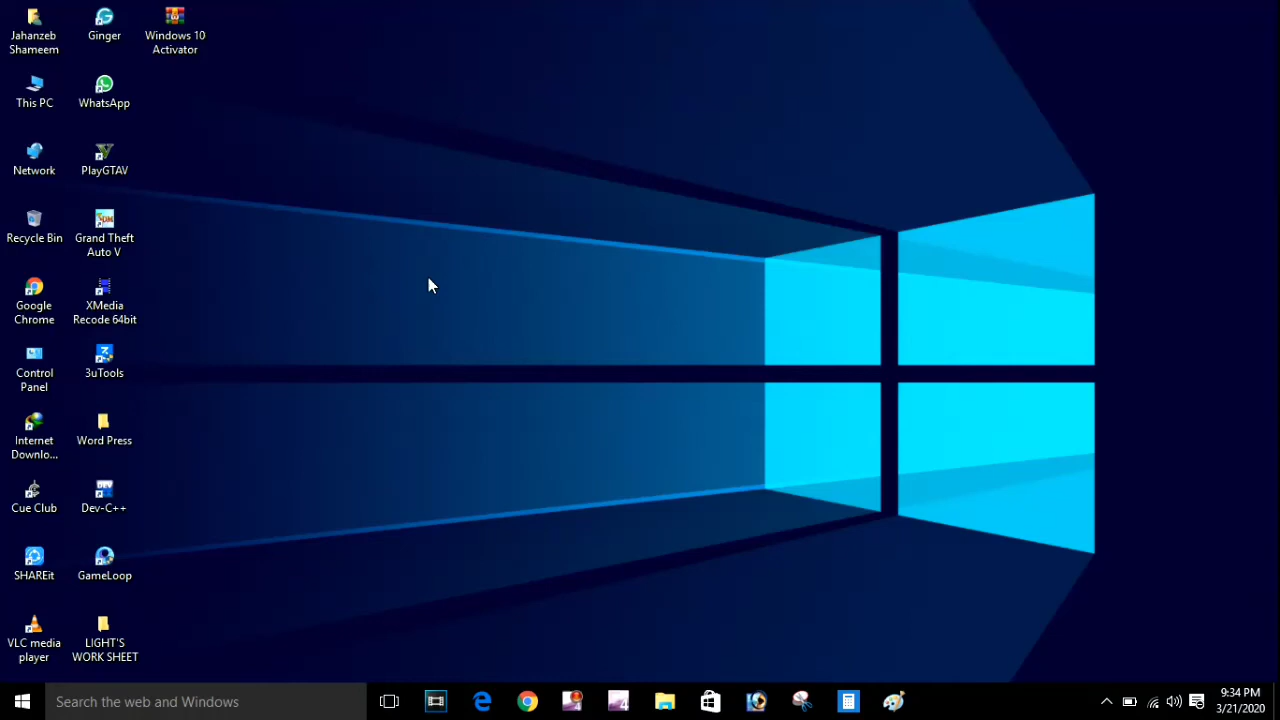 Jahanzeb
Shameem
Ginger
Windows 10
Activator
This PC
WhatsApp
Network
PlayGTAV
Recycle Bin
Grand Theft
Auto V
Google
Chrome
XMedia
Recode 64bit
Control
Panel
3uTools
Internet
Downlo...
Word Press
Cue Club
Dev-C++
SHAREit
GameLoop
VLC media
player
LIGHT'S
WORK SHEET
Search the web and Windows
9:34 PM
3/21/2020